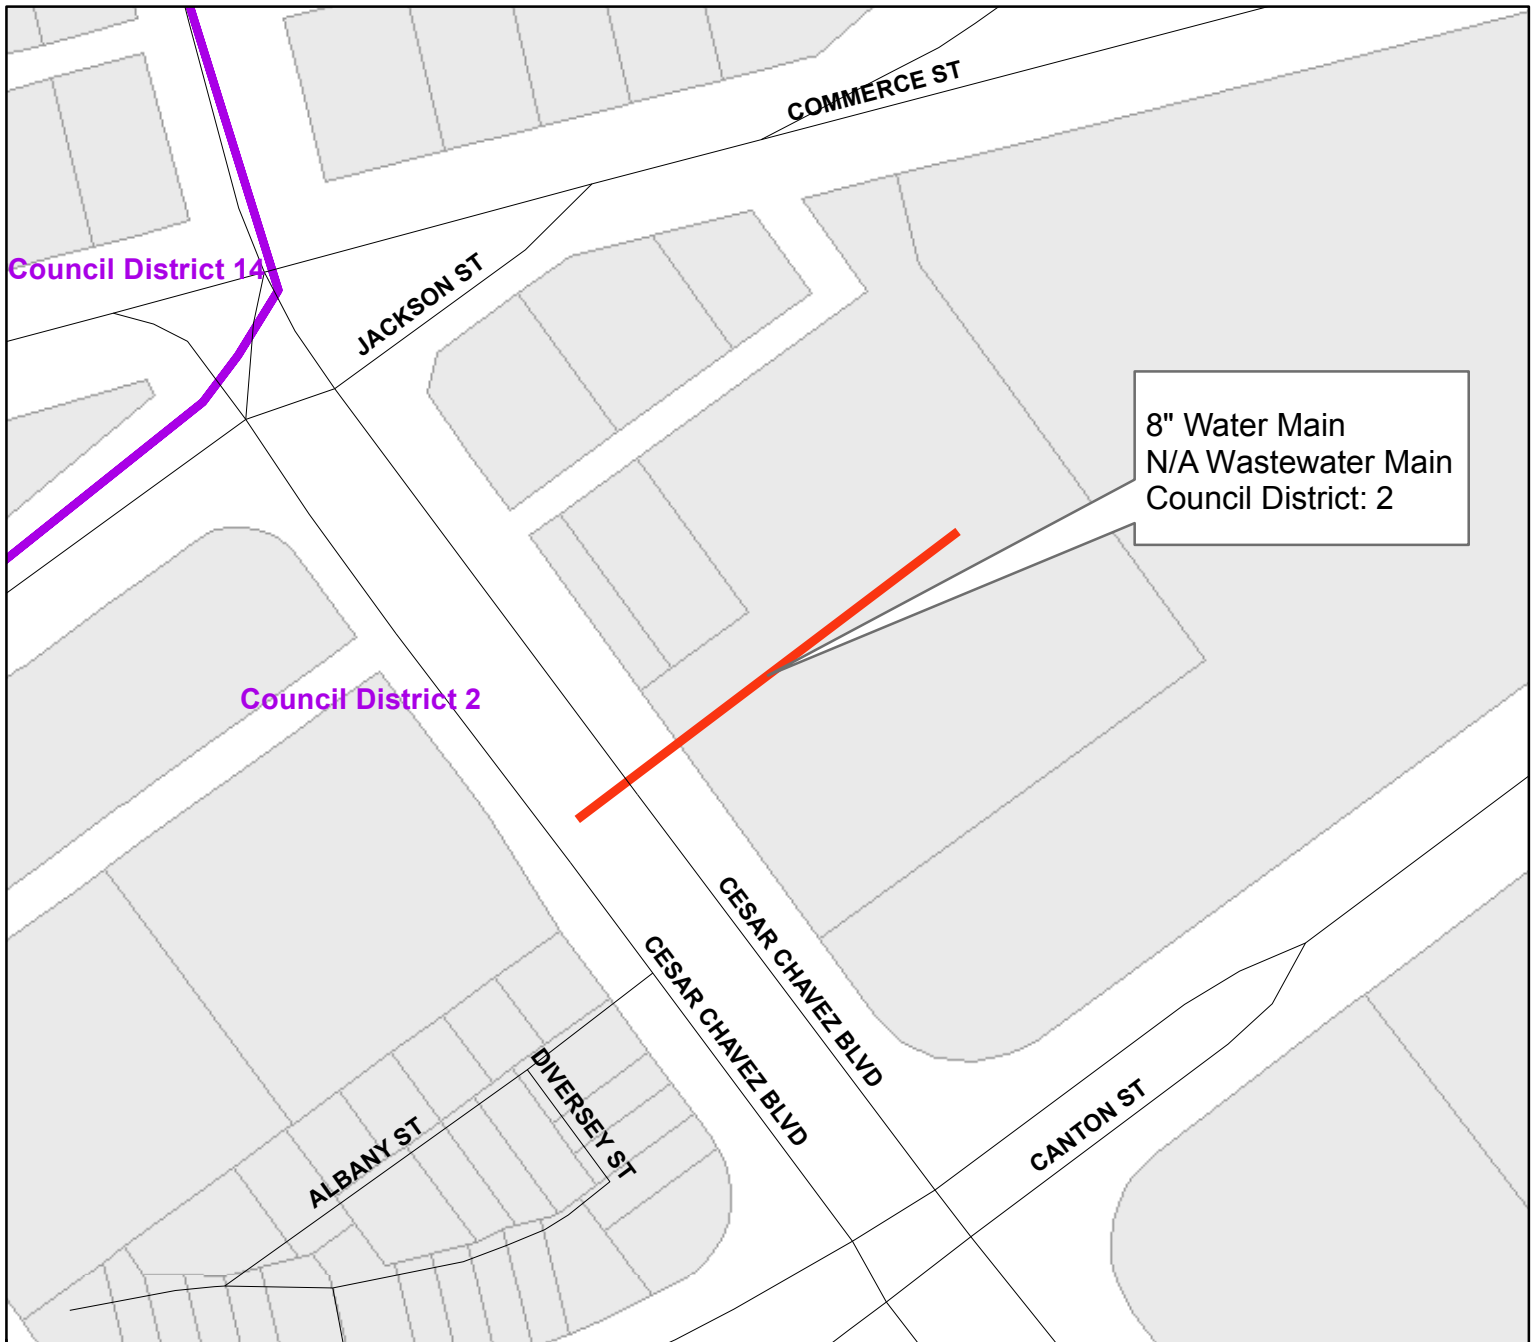 COMMERCE ST
Council District 14
JACKSON ST
8" Water Main
N/A Wastewater Main
Council District: 2
Council District 2
CESAR CHAVEZ BLVD
CESAR CHAVEZ BLVD
DIVERSEY ST
ALBANY ST
CANTON ST